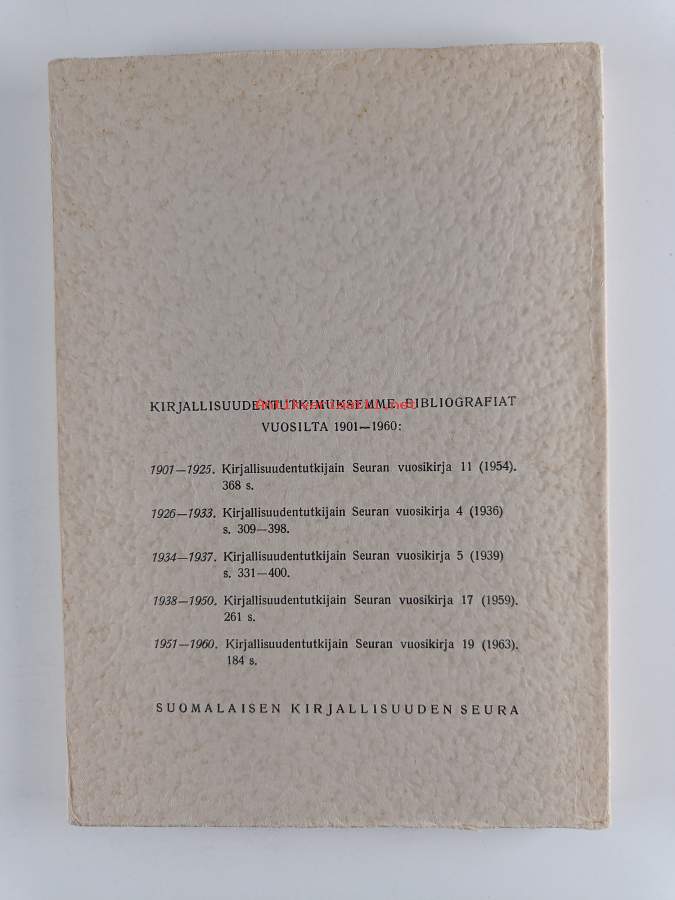 KIRJALLISUUDENTUTKIMUKSEMME BIBLIOGRAFIAT
VUOSILTA 1901—1960:
1901—1925. Kirjallisuudentutkijain Seuran vuosikirja 11 (1954).
368 s.
1926—1933. Kirjallisuudentutkijain Seuran vuosikirja 4 (1936)
s. 309—398.
1934—1937. Kirjallisuudentutkijain Seuran vuosikirja 5 (1939)
s. 331—400.
1938—1950. Kirjallisuudentutkijain Seuran vuosikirja 17 (1959).
261 s.
1951—1960. Kirjallisuudentutkijain Seuran vuosikirja 19 (1963).
184 s.
SUOMALAISEN KIRJALLISUUDEN SEURA